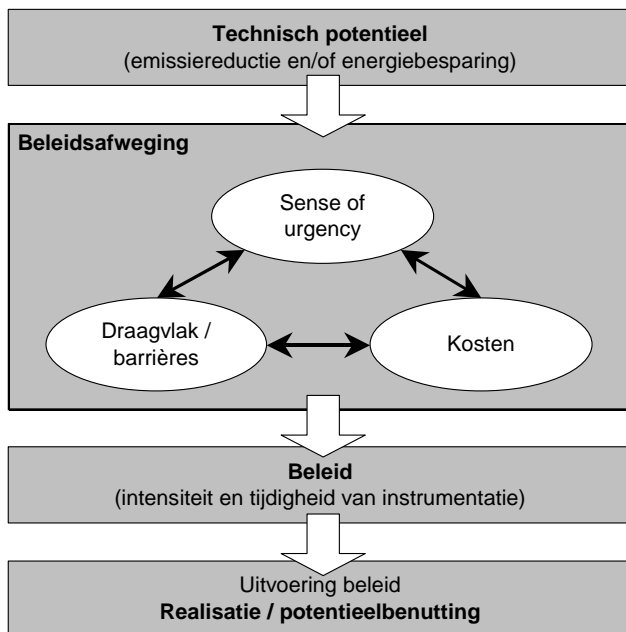 Technisch potentieel
(emissiereductie en/of energiebesparing)
Beleidsafweging
Sense of
urgency
Draagvlak /
barrières
Kosten
Beleid
(intensiteit en tijdigheid van instrumentatie)
Uitvoering beleid
Realisatie / potentieelbenutting